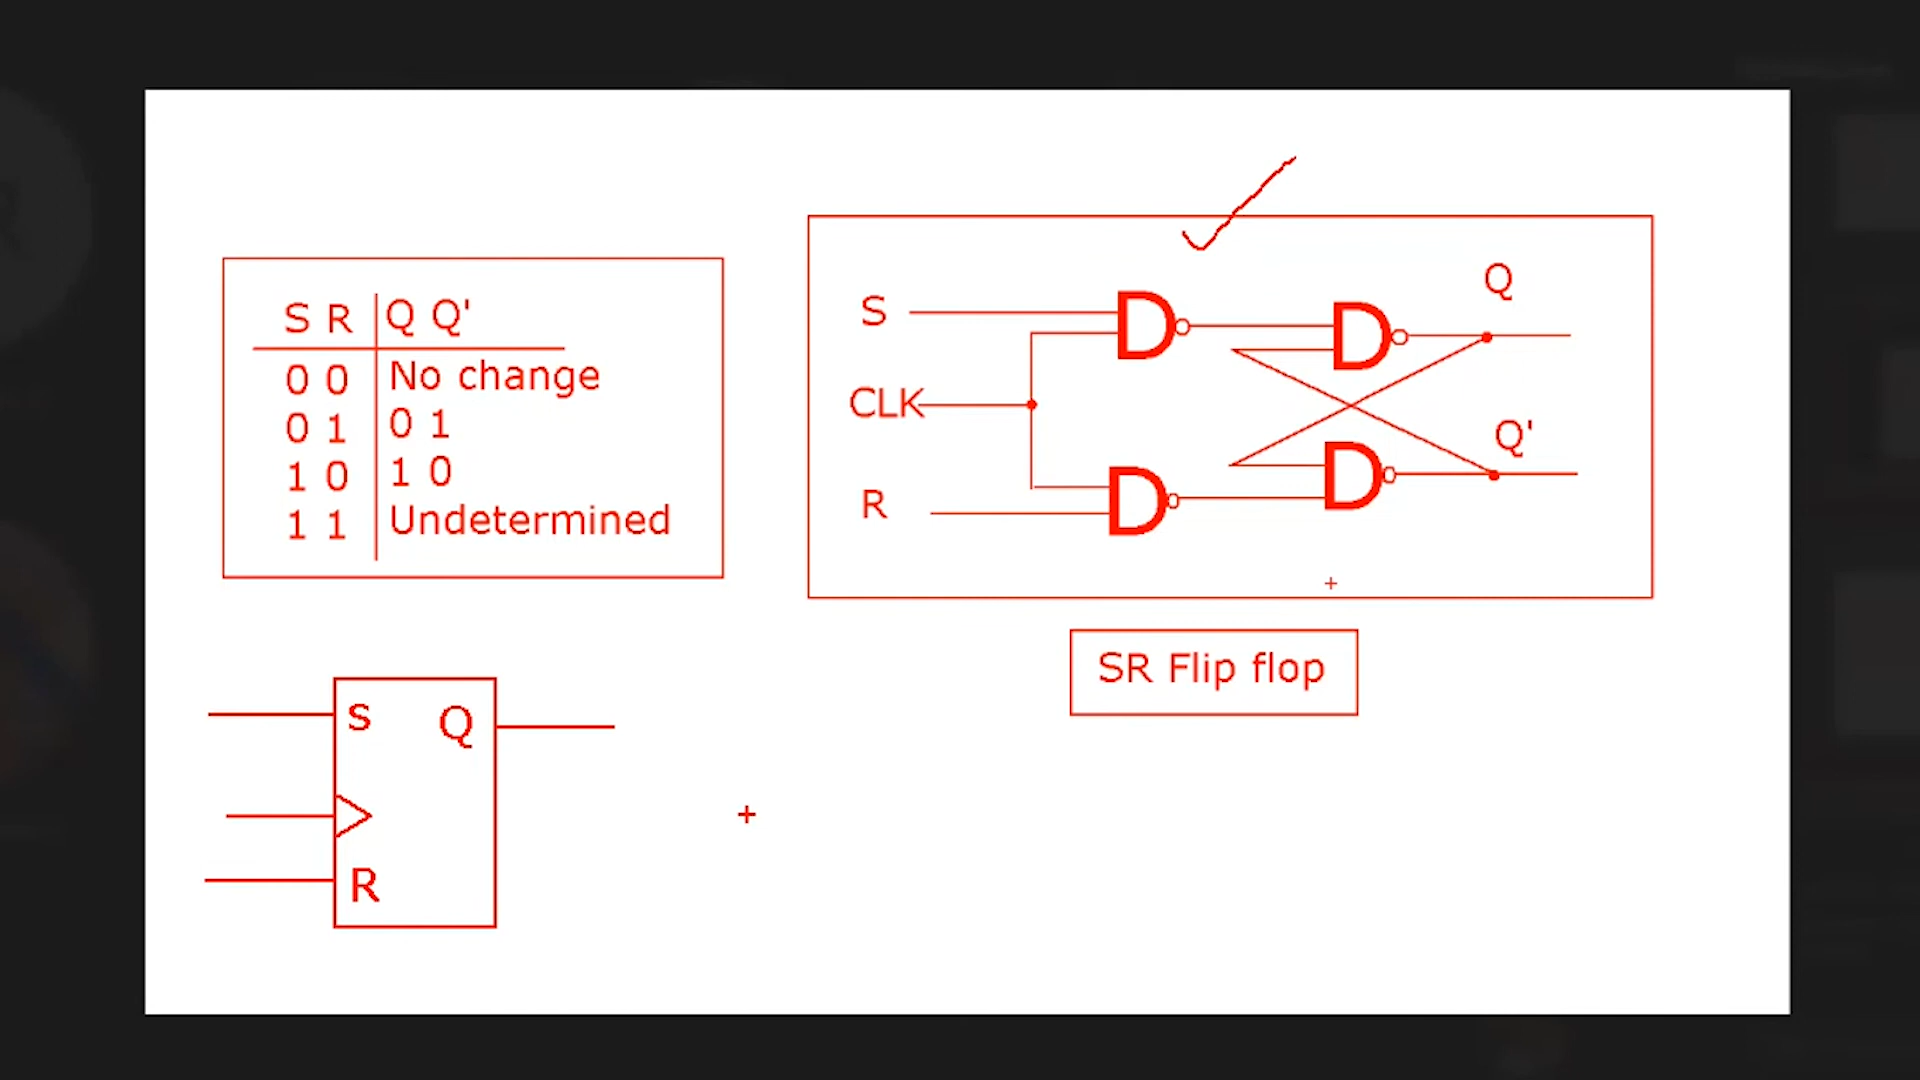 S R Q Q'
0 0 No change
0 1 0 1
1 0 1 0
1 1 Undetermined
S
CLK
R
Q
Q'
SR Flip flop
S Q
R